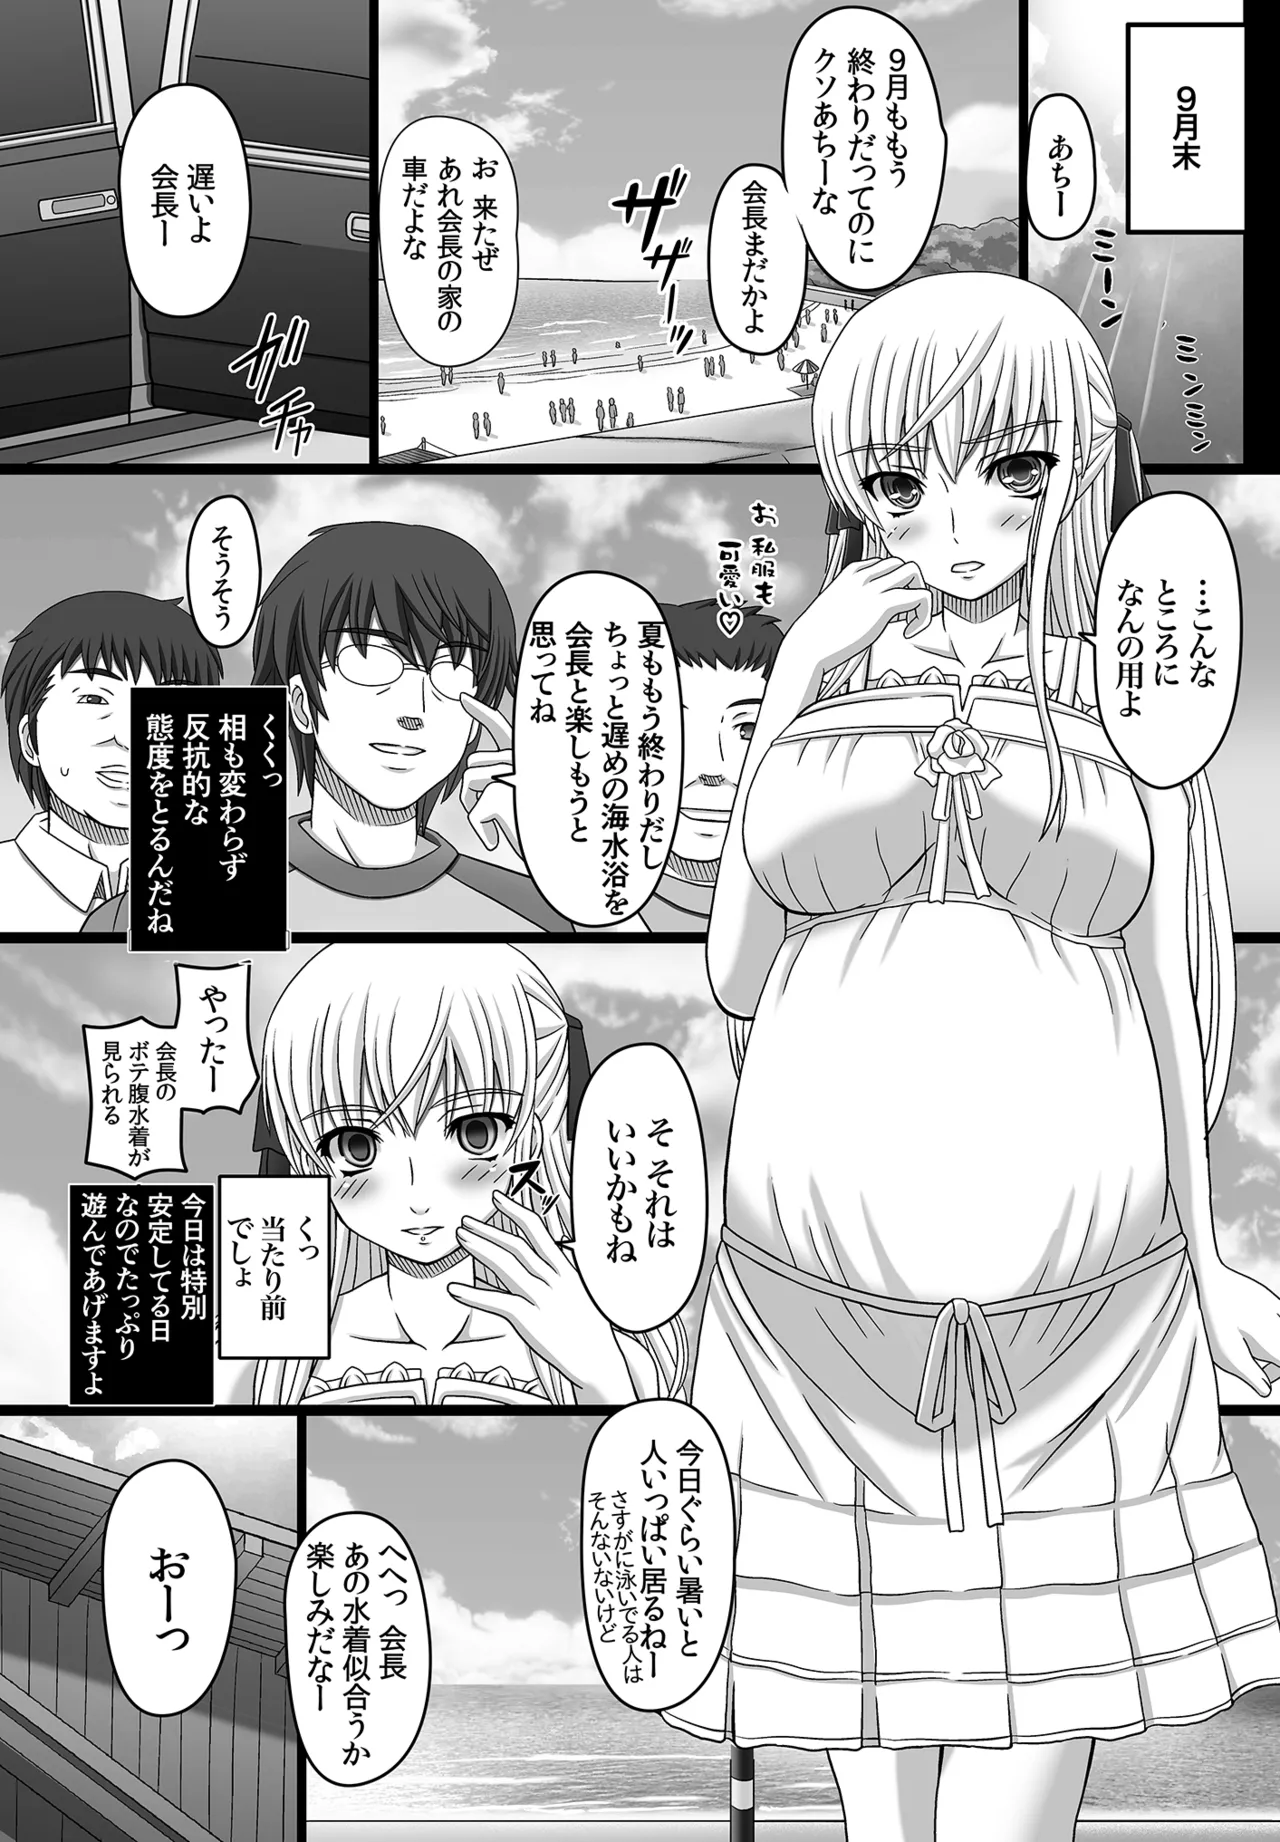 9月末
あちー
ミーーン
ミンミンミン
9月ももう
終わりだってのに
クソあちーな
会長まだかよ
ザ
ザザーー
お 来たぜ
あれ会長の家の
車だよな
遅いよ
会長ー
ガチャ
…こんな
ところに
なんの用よ
お 私服も
可愛い♡
夏ももう終わりだし
ちょっと遅めの海水浴を
会長と楽しもうと
思ってね
そうそう
くくっ
相も変わらず
反抗的な
態度をとるんだね
そ それは
いいかもね
スッ
くっ
当たり前
でしょ
やったー
会長の
ボテ腹水着が
見られる
今日は特別
安定してる日
なのでたっぷり
遊んであげますよ
今日ぐらい暑いと
人いっぱい居るねー
さすがに泳いでる人は
そんないないけど
へへっ 会長
あの水着似合うか
楽しみだなー
おーっ